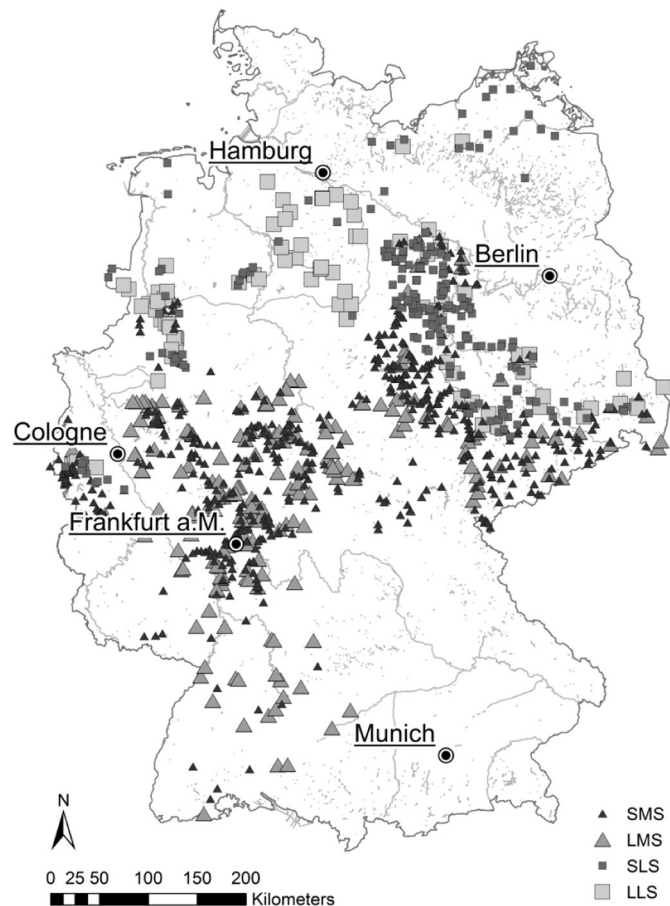 Hamburg
Berlin
Cologne
Frankfurt a.M.
Munich
N
SMS
LMS
SLS
LLS
0 25 50 100 150 200
Kilometers